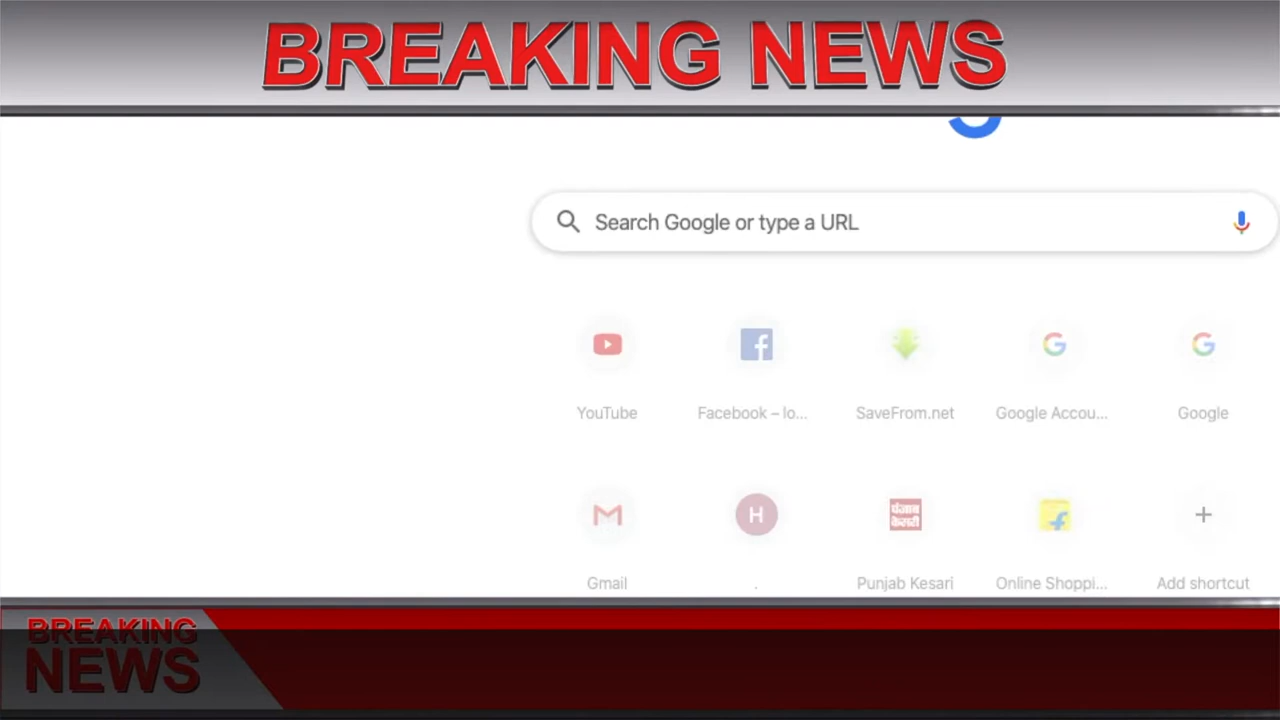 BREAKING NEWS
Search Google or type a URL
YouTube
Facebook – lo...
SaveFrom.net
Google Accou...
Google
H
पंजाब
केसरी
Gmail
.
Punjab Kesari
Online Shoppi...
Add shortcut
BREAKING
NEWS